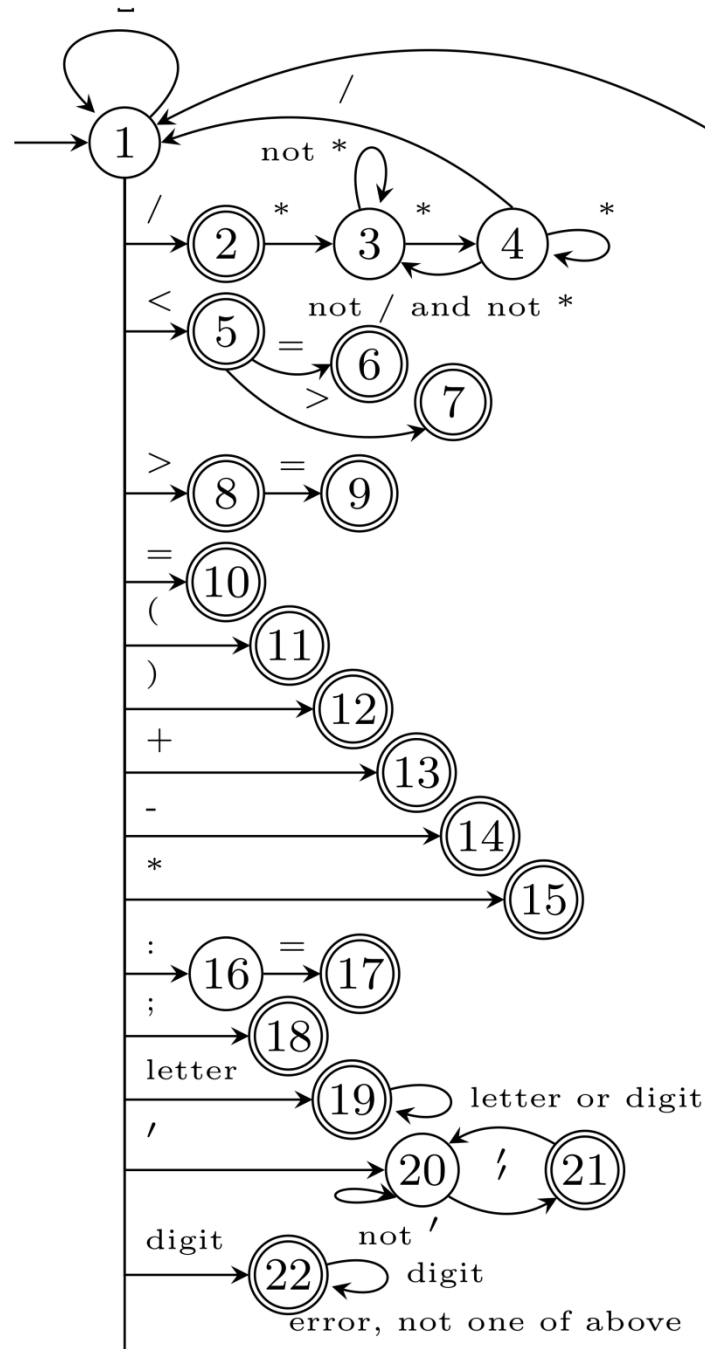 ␣
/
1
not *
/ 2 * 3 * 4 *
not / and not *
< 5 = 6
> 7
> 8 = 9
= 10
( 11
) 12
+ 13
- 14
* 15
: 16 = 17
; 18
letter 19 letter or digit
' 20 ' ' 21
not '
digit 22 digit
error, not one of above